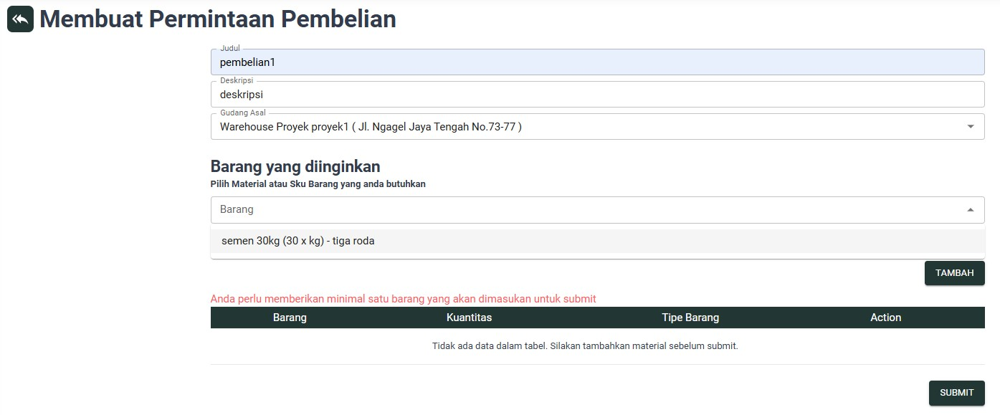 Membuat Permintaan Pembelian
Judul
pembelian1
Deskripsi
deskripsi
Gudang Asal
Warehouse Proyek proyek1 ( Jl. Ngagel Jaya Tengah No.73-77 )
Barang yang diinginkan
Pilih Material atau Sku Barang yang anda butuhkan
Barang
semen 30kg (30 x kg) - tiga roda
TAMBAH
Anda perlu memberikan minimal satu barang yang akan dimasukan untuk submit
Barang Kuantitas Tipe Barang Action
Tidak ada data dalam tabel. Silakan tambahkan material sebelum submit.
SUBMIT